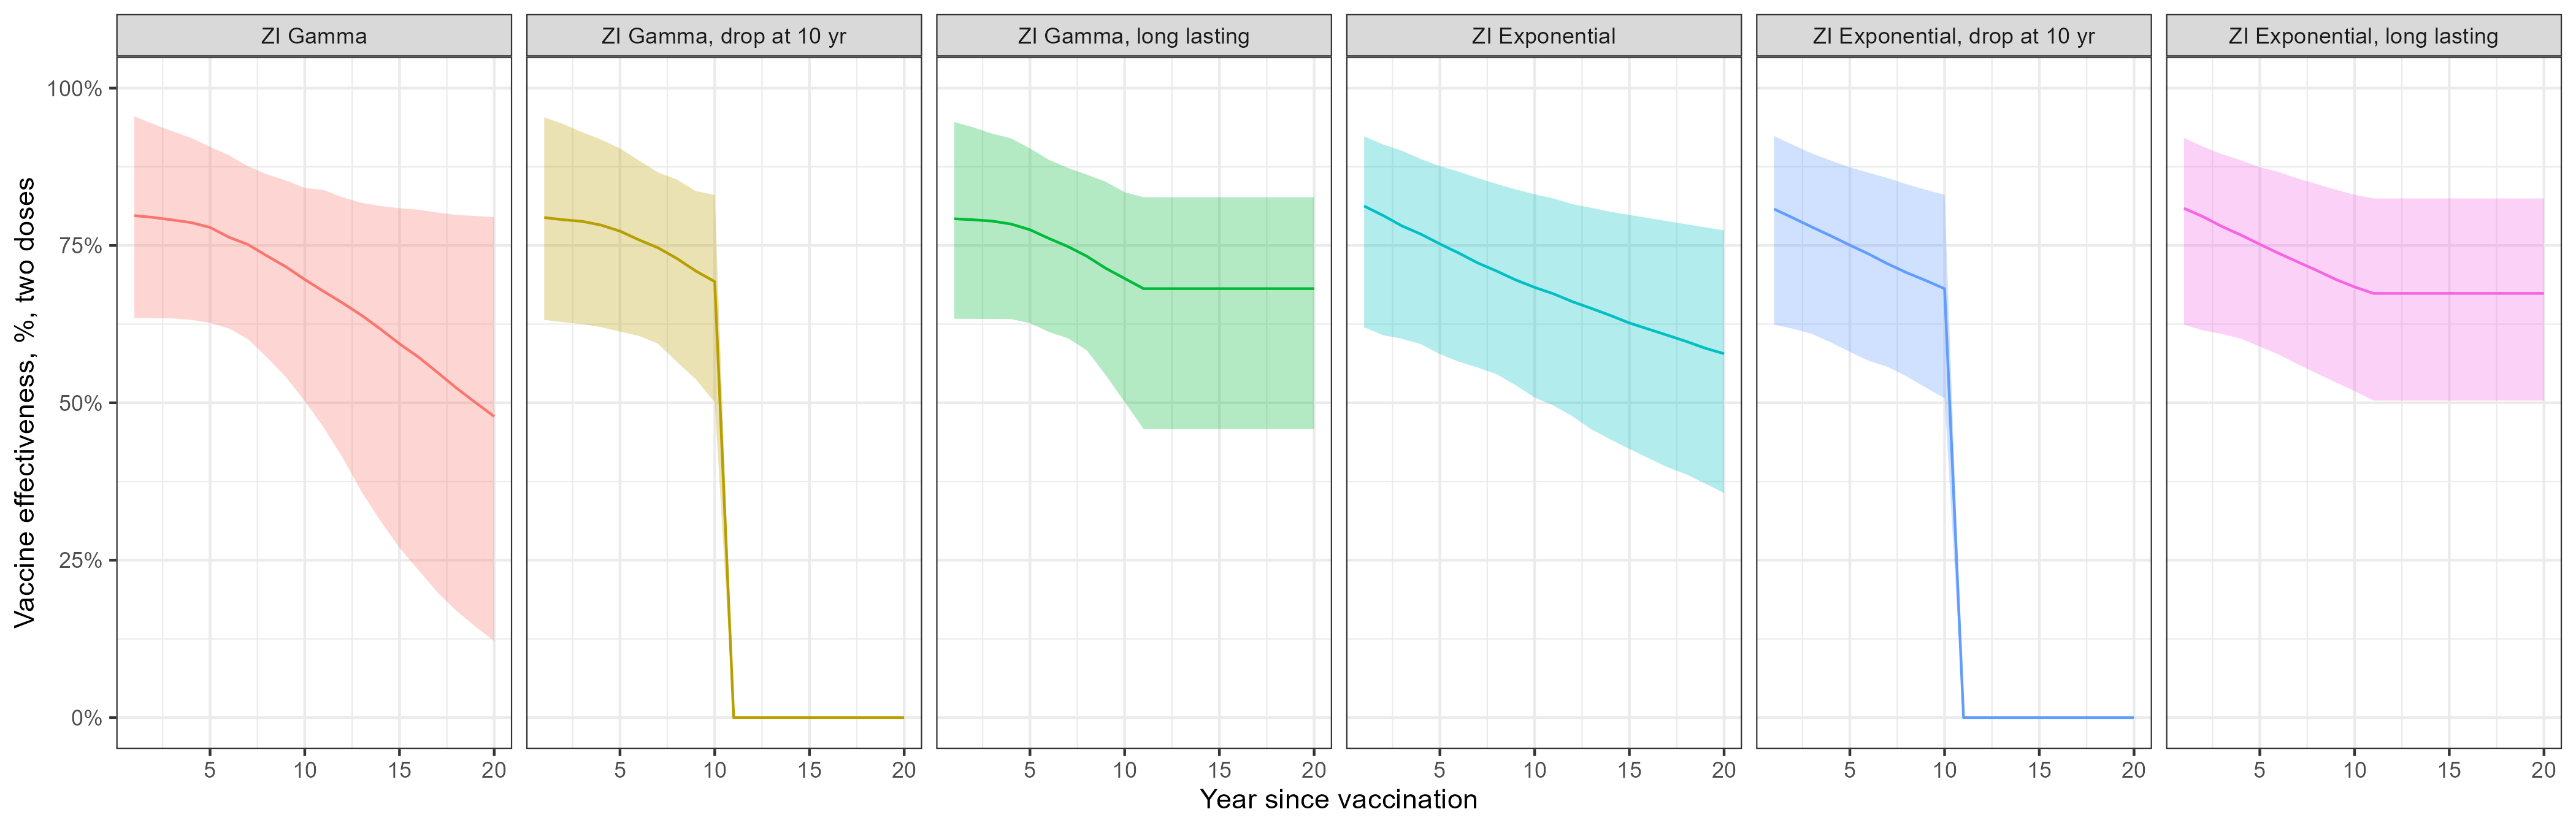 ZI Gamma
ZI Gamma, drop at 10 yr
ZI Gamma, long lasting
ZI Exponential
ZI Exponential, drop at 10 yr
ZI Exponential, long lasting
Vaccine effectiveness, %, two doses
100%
75%
50%
25%
0%
5 10 15 20
5 10 15 20
5 10 15 20
5 10 15 20
5 10 15 20
5 10 15 20
Year since vaccination